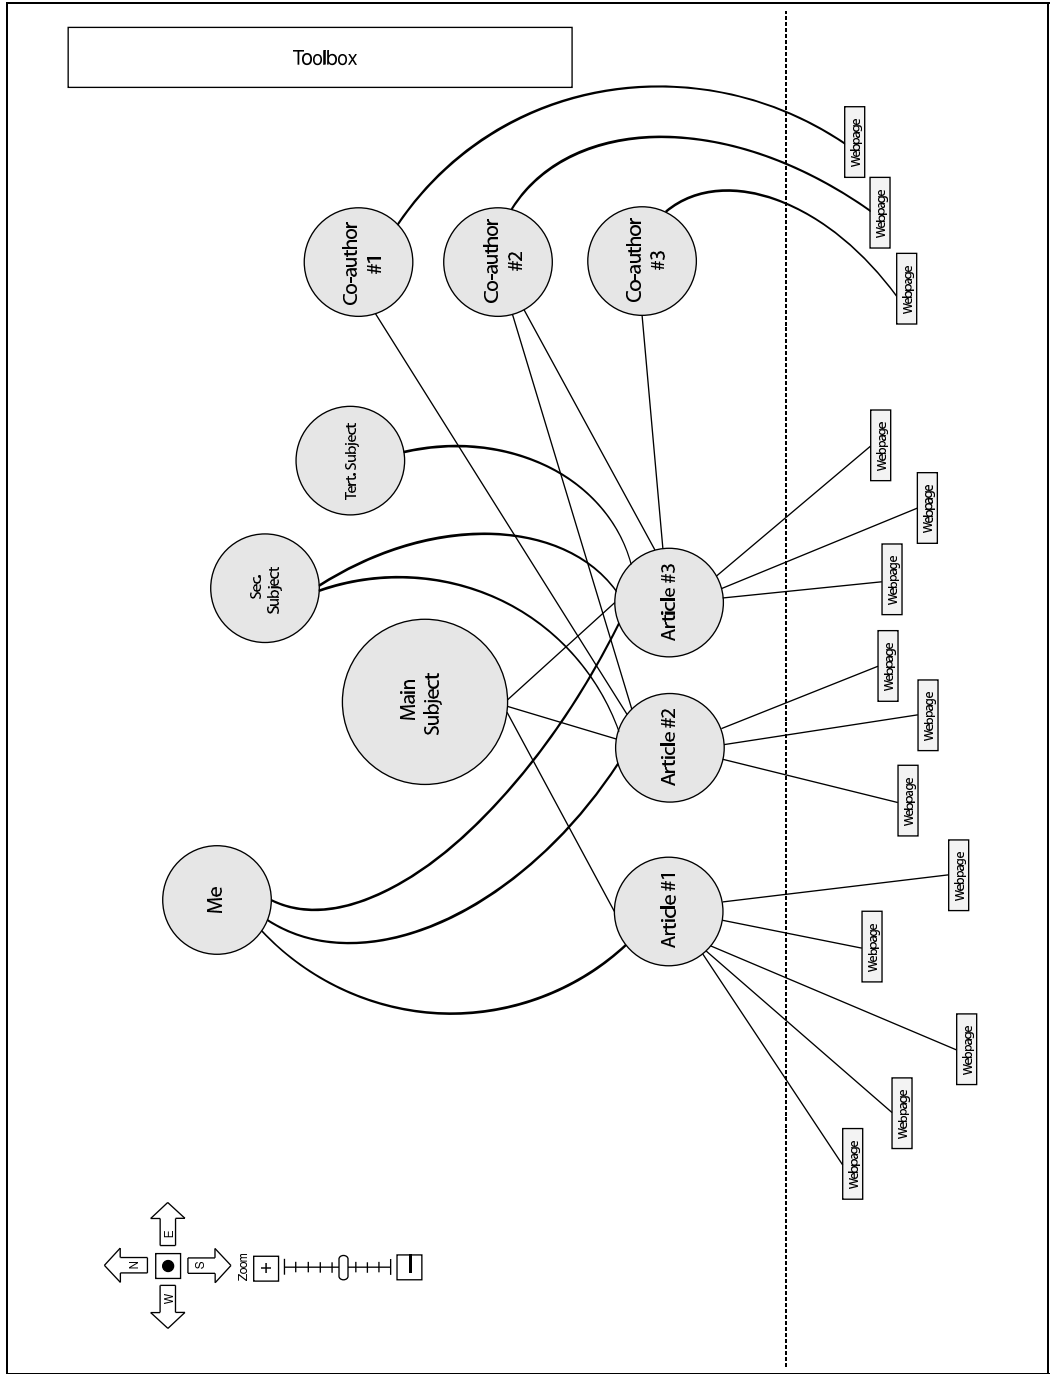 Toolbox
Co-author
#1
Co-author
#2
Co-author
#3
Webpage
Webpage
Webpage
Tert. Subject
Sec.
Subject
Main
Subject
Me
Article #3
Article #2
Article #1
Webpage
Webpage
Webpage
Webpage
Webpage
Webpage
Webpage
Webpage
Webpage
Webpage
Webpage
N
E
S
W
Zoom
+
–